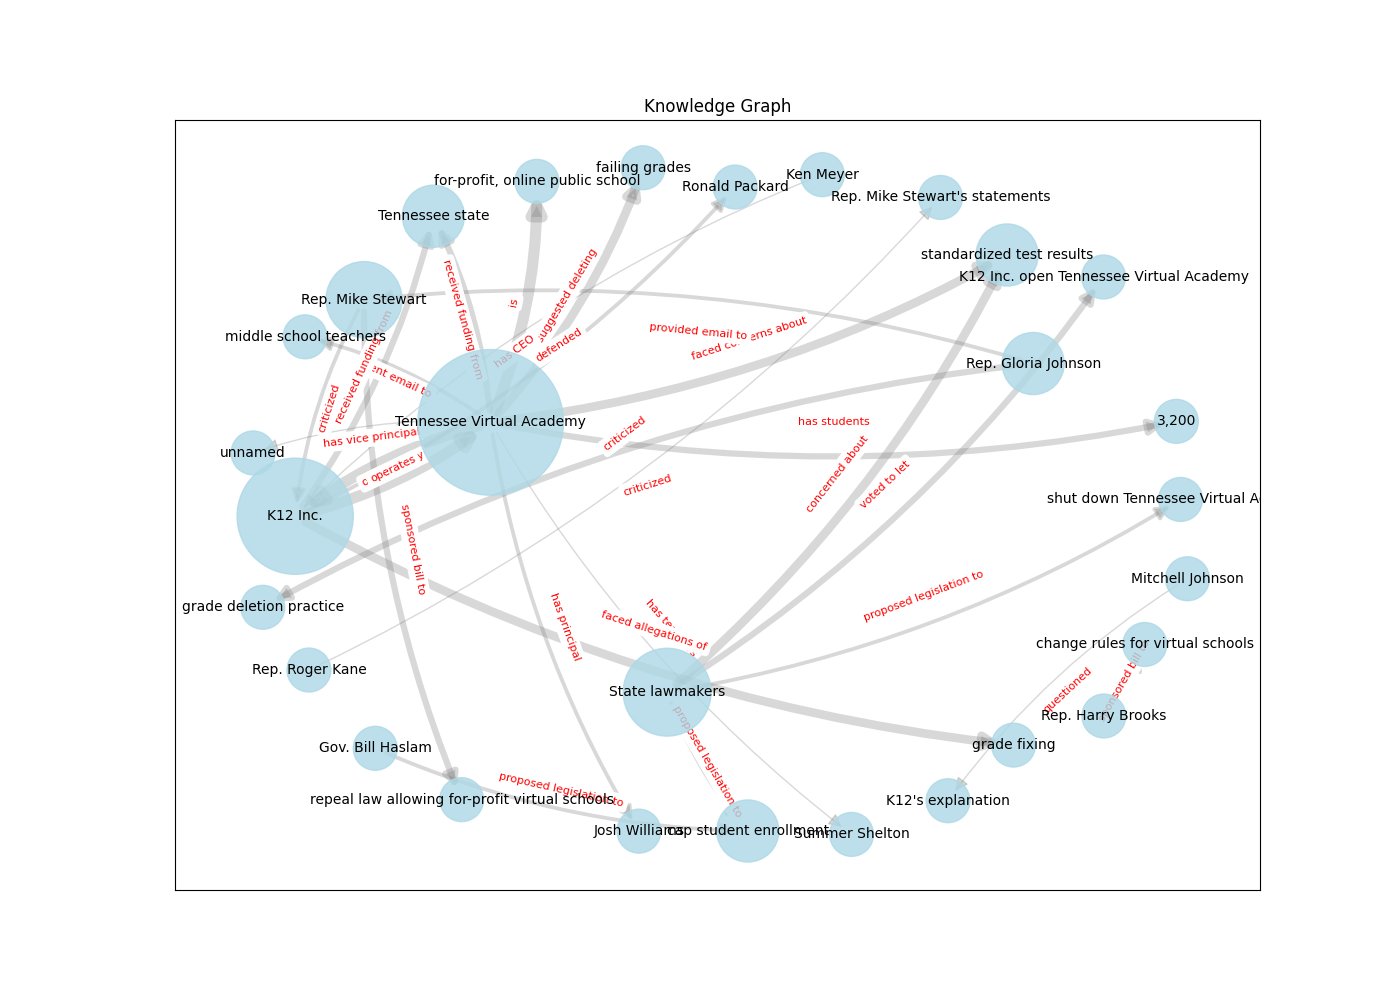 Knowledge Graph
failing grades
for-profit, online public school
Ken Meyer
Ronald Packard
Rep. Mike Stewart's statements
Tennessee state
standardized test results
K12 Inc. open Tennessee Virtual Academy
suggested deleting
received funding from
is
Rep. Mike Stewart
middle school teachers
provided email to
faced concerns about
has CEO
defended
Rep. Gloria Johnson
received funding from
ent email to
criticized
Tennessee Virtual Academy
has students
3,200
has vice principa
criticized
unnamed
operates
concerned about
voted to let
criticized
shut down Tennessee Virtual A
K12 Inc.
sponsored bill to
Mitchell Johnson
proposed legislation to
grade deletion practice
has te
has principal
faced allegations of
change rules for virtual schools
Rep. Roger Kane
State lawmakers
questioned
onsored bill
Rep. Harry Brooks
Gov. Bill Haslam
grade fixing
proposed legislation to
proposed legislation to
repeal law allowing for-profit virtual schools
K12's explanation
Josh Williams
cap student enrollment
Summer Shelton